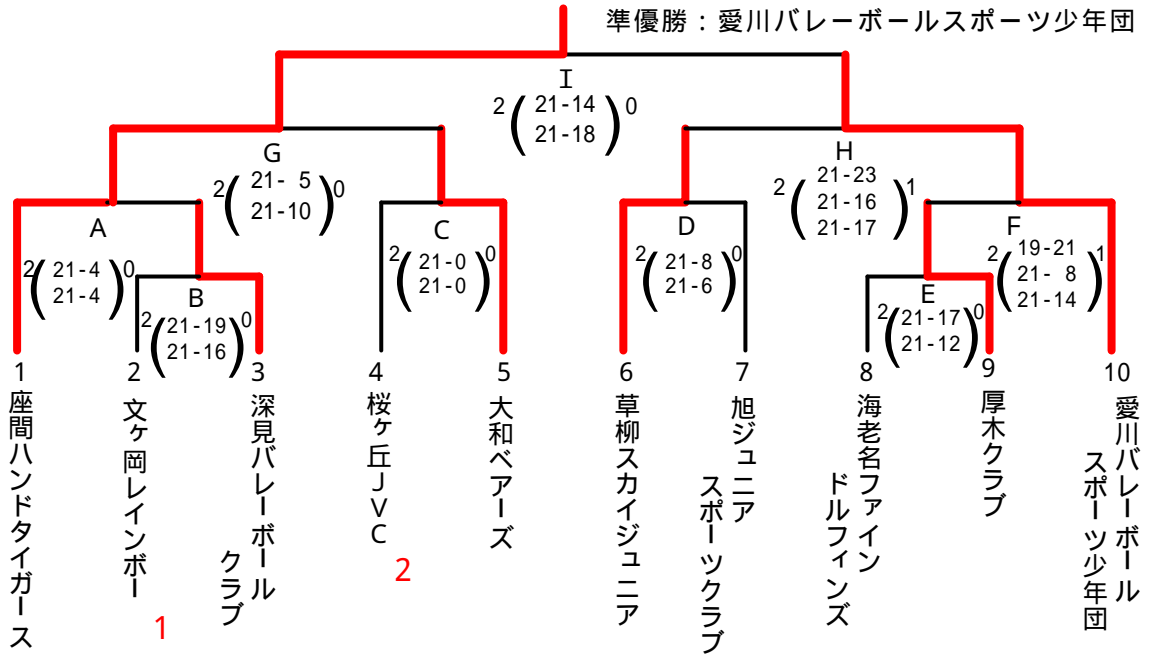 準優勝：愛川バレーボールスポーツ少年団
I
2(21-14 21-18)0
G
2(21- 5 21-10)0
H
2(21-23 21-16 21-17)1
A
2(21-4 21-4)0
B
2(21-19 21-16)0
C
2(21-0 21-0)0
D
2(21-8 21-6)0
E
2(21-17 21-12)0
F
2(19-21 21- 8 21-14)1
1
座間ハンドタイガース
2
文ヶ岡レインボー
3
深見バレーボール
クラブ
4
桜ヶ丘JVC
5
大和ベアーズ
6
草柳スカイジュニア
7
旭ジュニア
スポーツクラブ
8
海老名ファイン
ドルフィンズ
9
厚木クラブ
10
愛川バレーボール
スポーツ少年団
1
2